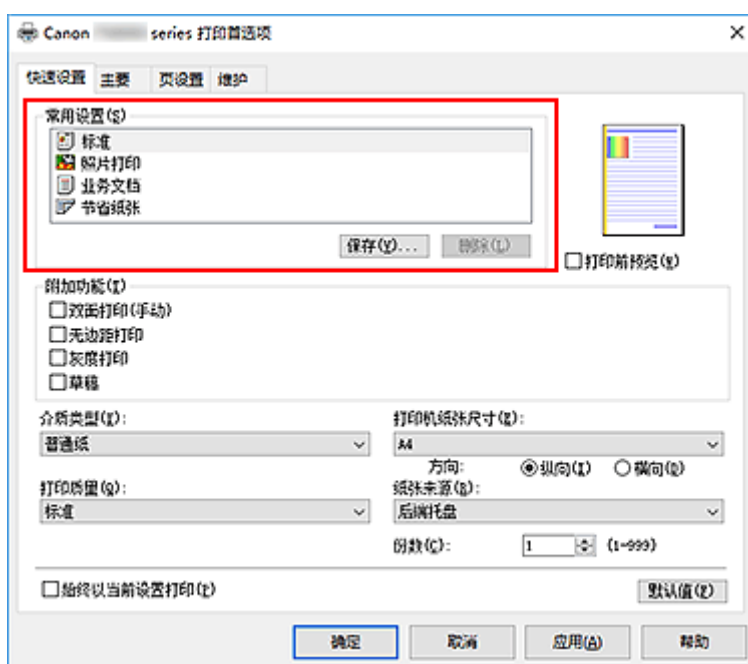 Canon series 打印首选项
快速设置 主要 页设置 维护
常用设置(S)
标准
照片打印
业务文档
节省纸张
保存(V)... 删除(L)
打印前预览(W)
附加功能(I)
双面打印(手动)
无边距打印
灰度打印
草稿
介质类型(T): 打印机纸张尺寸(Z):
普通纸 A4
方向: 纵向(I) 横向(O)
打印质量(Q): 纸张来源(B):
标准 后端托盘
份数(C): 1 (1-999)
始终以当前设置打印(P) 默认值(F)
确定 取消 应用(A) 帮助